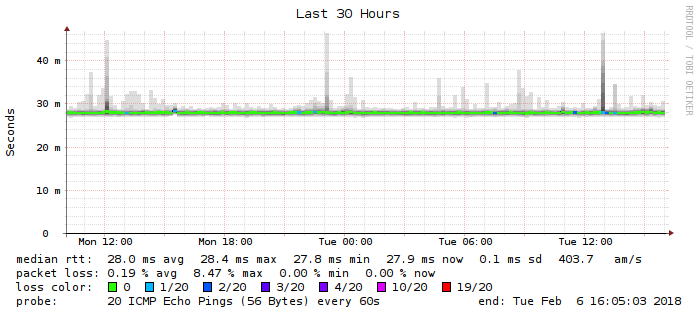 Last 30 Hours
RRDTOOL / TOBI OETIKER
Seconds
40 m
30 m
20 m
10 m
0
Mon 12:00 Mon 18:00 Tue 00:00 Tue 06:00 Tue 12:00
median rtt: 28.0 ms avg 28.4 ms max 27.8 ms min 27.9 ms now 0.1 ms sd 403.7 am/s
packet loss: 0.19 % avg 8.47 % max 0.00 % min 0.00 % now
loss color: 0 1/20 2/20 3/20 4/20 10/20 19/20
probe: 20 ICMP Echo Pings (56 Bytes) every 60s end: Tue Feb 6 16:05:03 2018